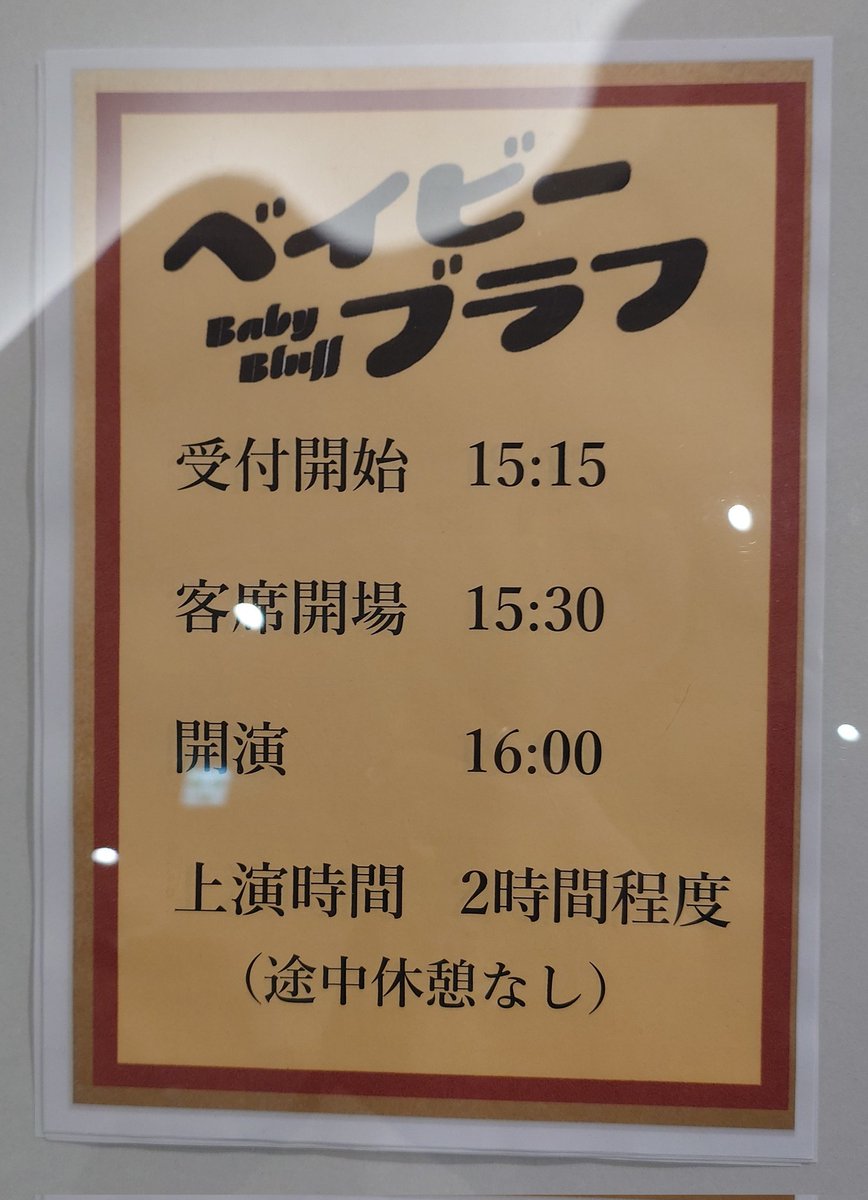 ベイビー
ブラフ
Baby
Bluff
受付開始 15:15
客席開場 15:30
開演 16:00
上演時間 2時間程度
（途中休憩なし）